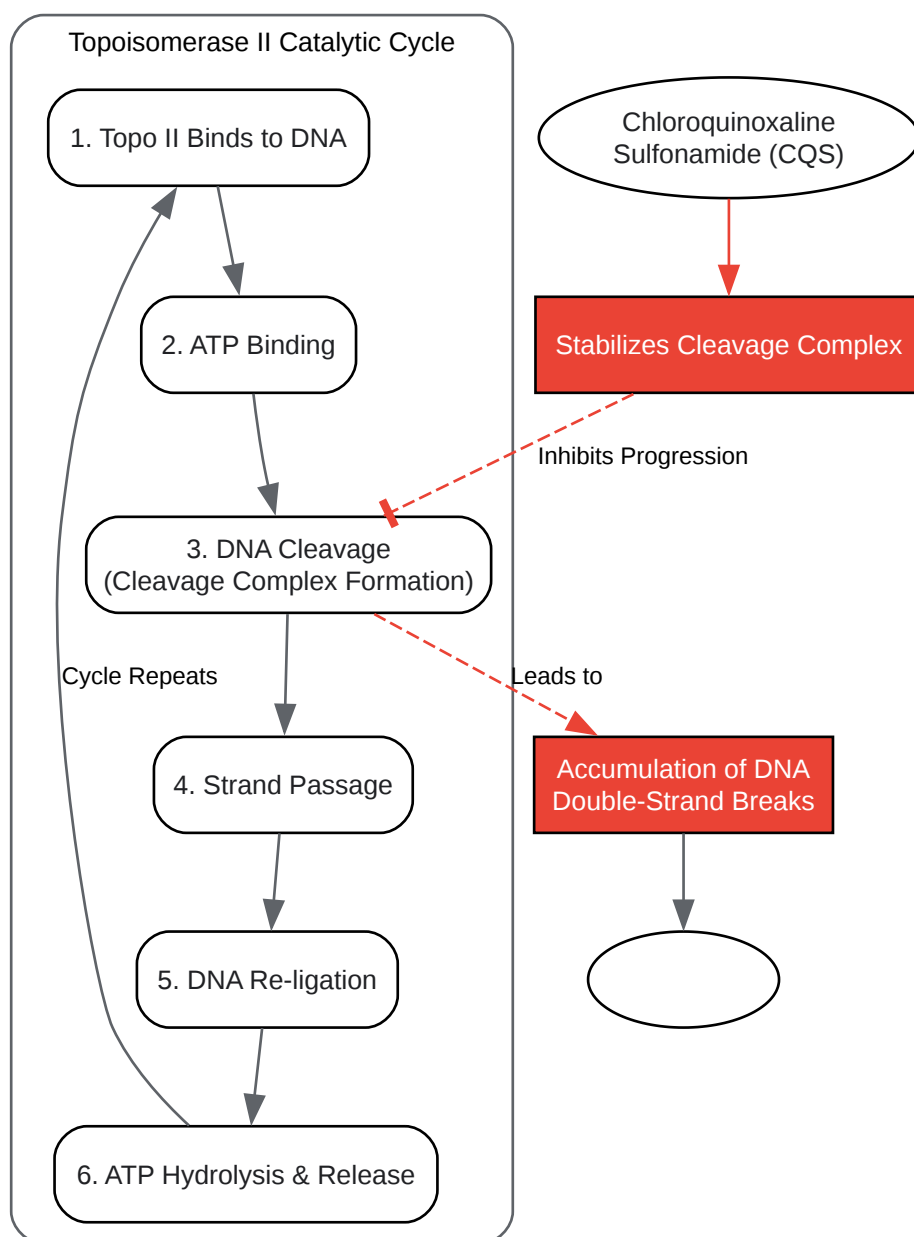 Topoisomerase II Catalytic Cycle
1. Topo II Binds to DNA
Chloroquinoxaline
Sulfonamide (CQS)
2. ATP Binding
Stabilizes Cleavage Complex
Inhibits Progression
3. DNA Cleavage
(Cleavage Complex Formation)
Cycle Repeats
Leads to
4. Strand Passage
Accumulation of DNA
Double-Strand Breaks
5. DNA Re-ligation
6. ATP Hydrolysis & Release